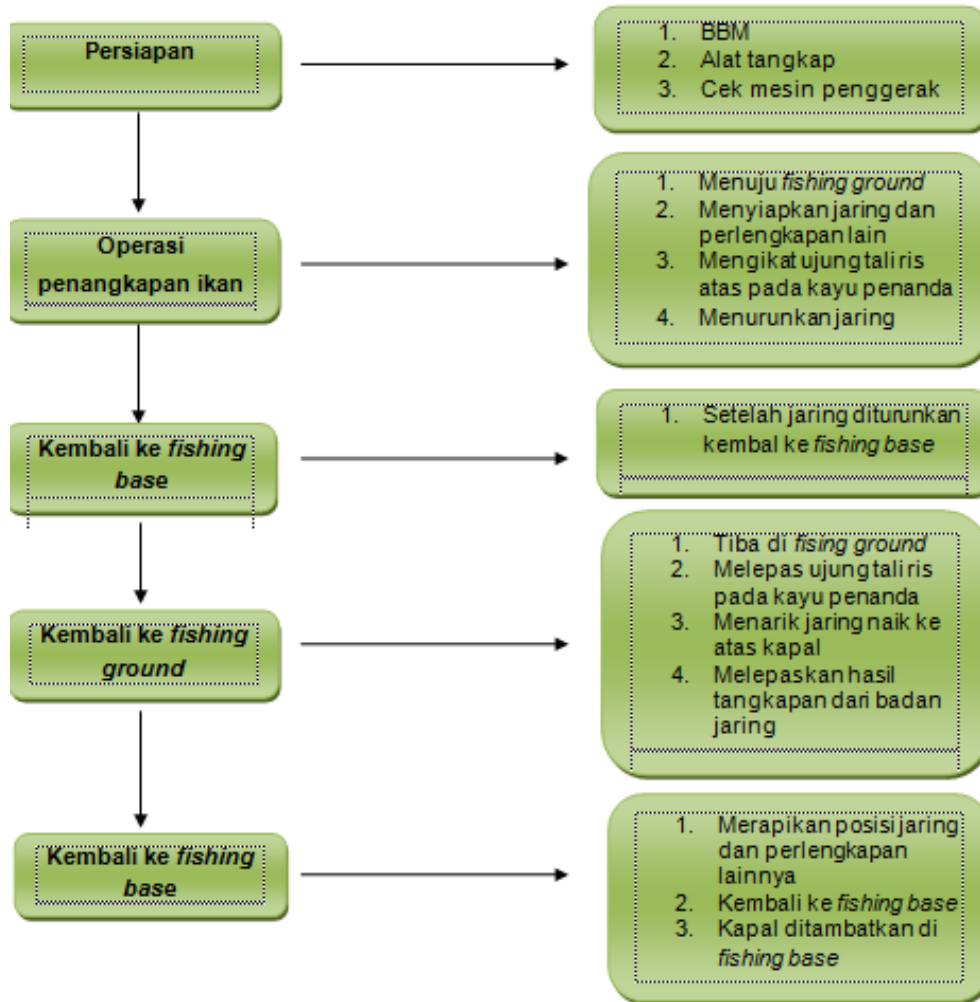 Persiapan
1. BBM
2. Alat tangkap
3. Cek mesin penggerak
Operasi
penangkapan ikan
1. Menuju fishing ground
2. Menyiapkan jaring dan
perlengkapan lain
3. Mengikat ujung tali ris
atas pada kayu penanda
4. Menurunkan jaring
Kembali ke fishing
base
1. Setelah jaring diturunkan
kembal ke fishing base
Kembali ke fishing
ground
1. Tiba di fising ground
2. Melepas ujung tali ris
pada kayu penanda
3. Menarik jaring naik ke
atas kapal
4. Melepaskan hasil
tangkapan dari badan
jaring
Kembali ke fishing
base
1. Merapikan posisi jaring
dan perlengkapan
lainnya
2. Kembali ke fishing base
3. Kapal ditambatkan di
fishing base